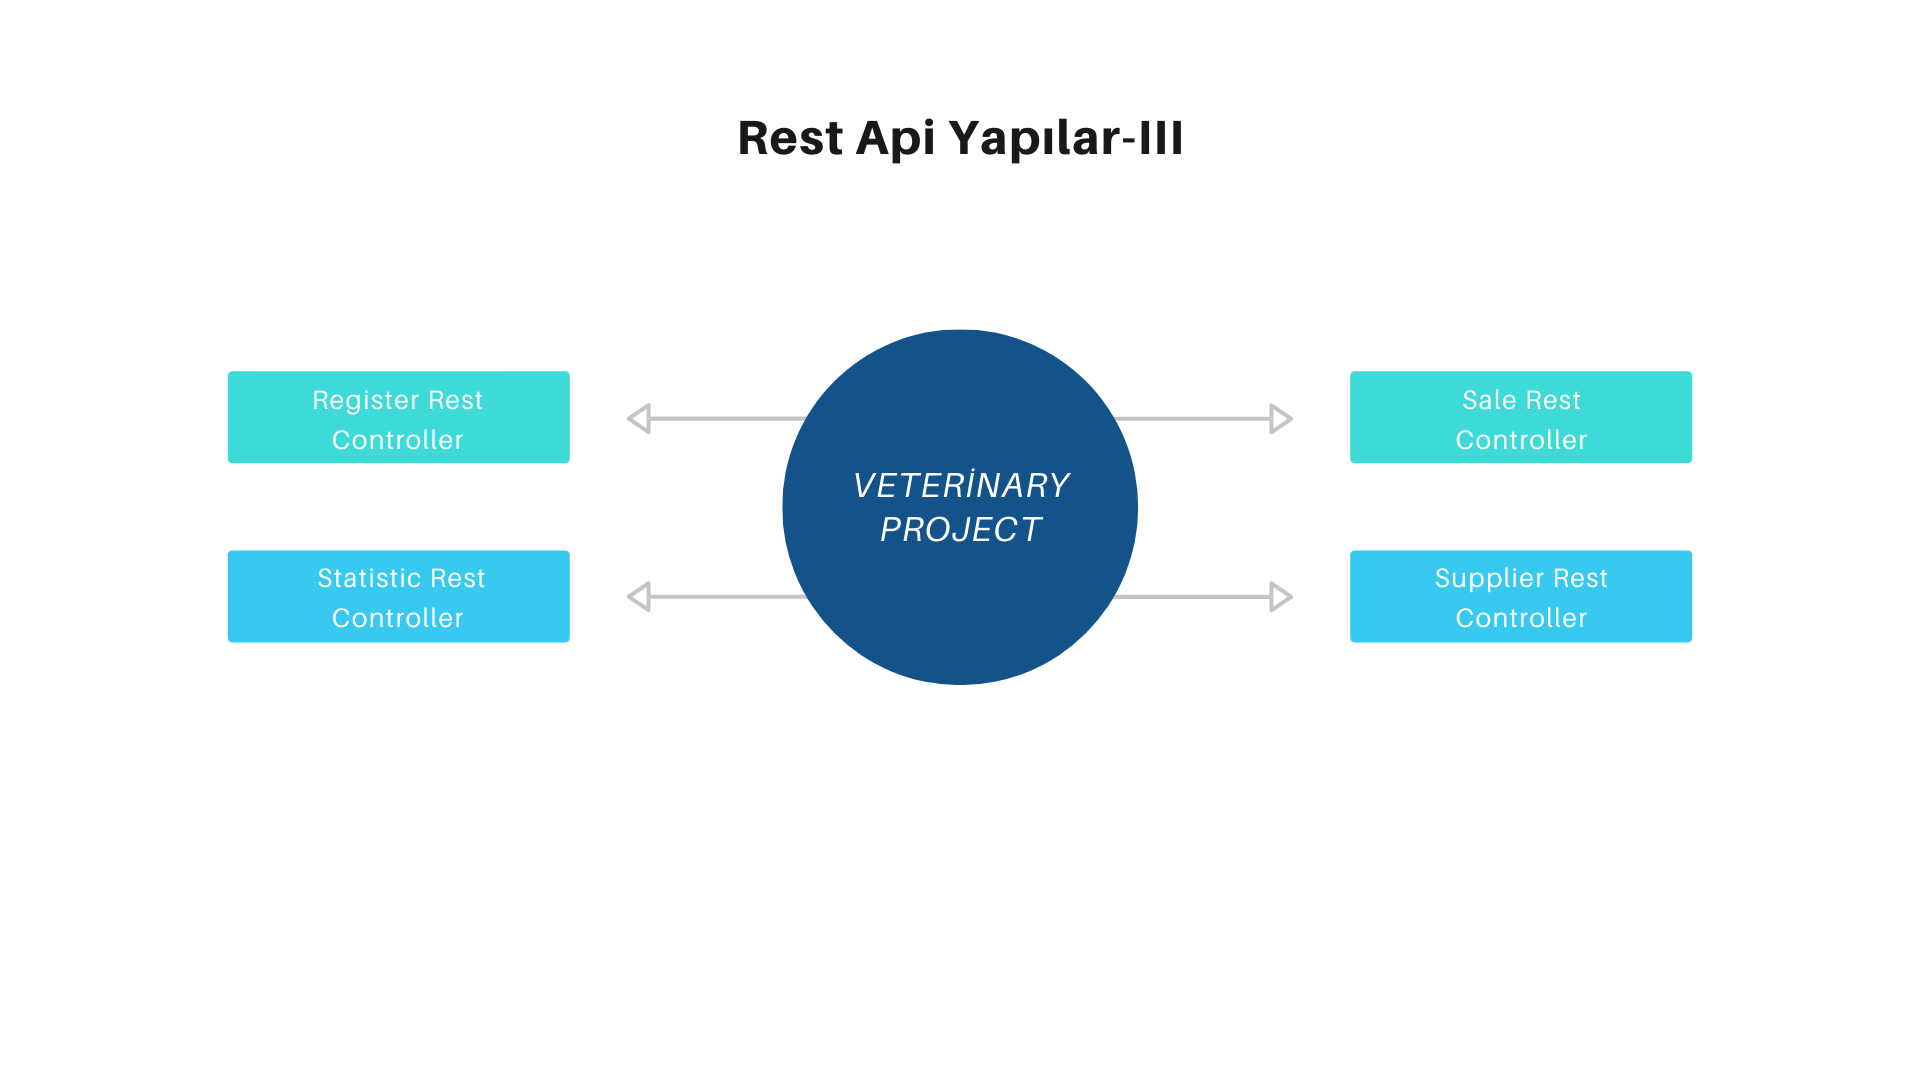 Rest Api Yapılar-III
Register Rest
Controller
Statistic Rest
Controller
VETERİNARY
PROJECT
Sale Rest
Controller
Supplier Rest
Controller